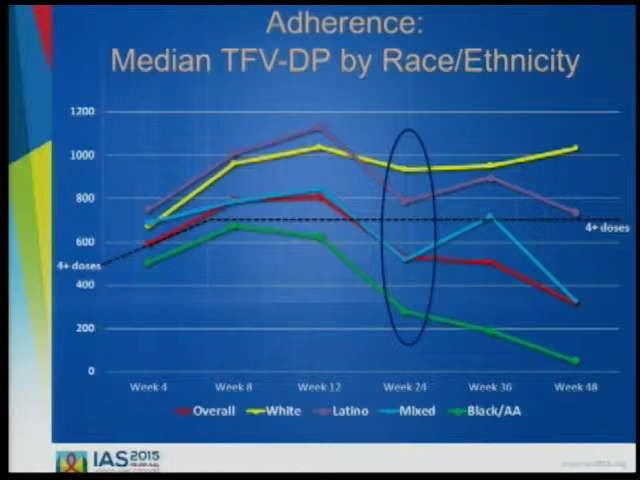 Adherence:
Median TFV-DP by Race/Ethnicity
1200
1000
800
600
400
200
0
4+ doses
4+ doses
Week 4 Week 8 Week 12 Week 24 Week 36 Week 48
Overall White Latino Mixed Black/AA
IAS 2015